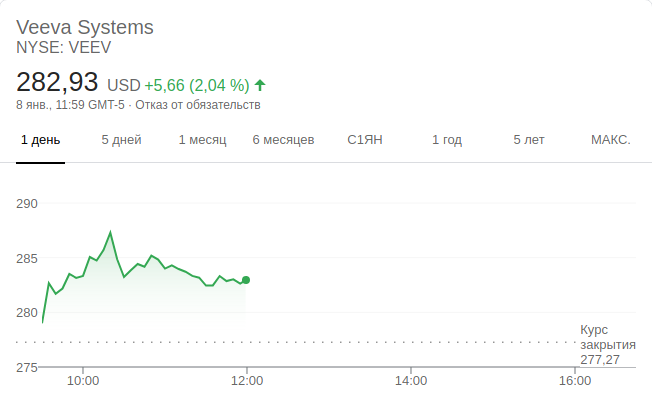 Veeva Systems
NYSE: VEEV
282,93 USD +5,66 (2,04 %)
8 янв., 11:59 GMT-5 · Отказ от обязательств
1 день 5 дней 1 месяц 6 месяцев С1ЯН 1 год 5 лет МАКС.
290
285
280
Курс
закрытия
277,27
275
10:00 12:00 14:00 16:00